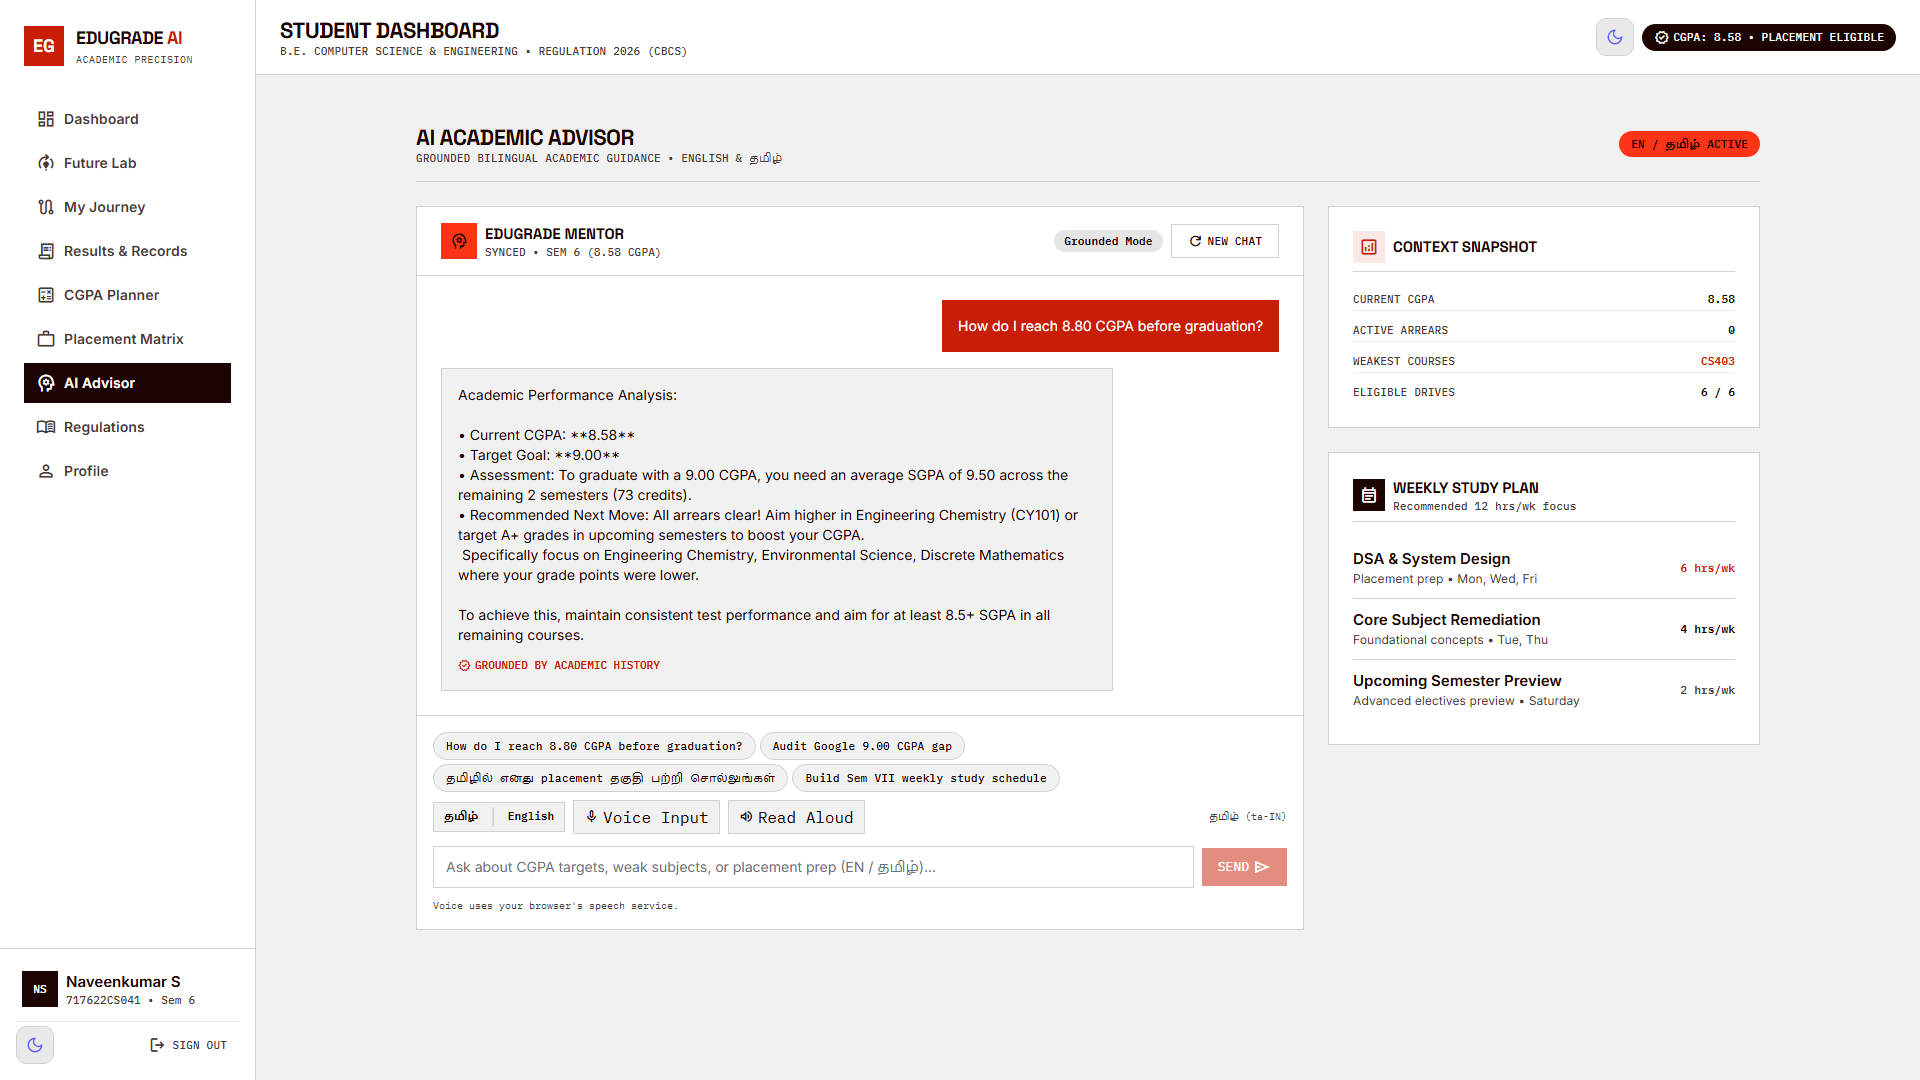 EG
EDUGRADE AI
ACADEMIC PRECISION
Dashboard
Future Lab
My Journey
Results & Records
CGPA Planner
Placement Matrix
AI Advisor
Regulations
Profile
NS
Naveenkumar S
717622CS041 • Sem 6
SIGN OUT
STUDENT DASHBOARD
B.E. COMPUTER SCIENCE & ENGINEERING • REGULATION 2026 (CBCS)
CGPA: 8.58 • PLACEMENT ELIGIBLE
AI ACADEMIC ADVISOR
GROUNDED BILINGUAL ACADEMIC GUIDANCE • ENGLISH & தமிழ்
EN / தமிழ் ACTIVE
EDUGRADE MENTOR
SYNCED • SEM 6 (8.58 CGPA)
Grounded Mode
NEW CHAT
How do I reach 8.80 CGPA before graduation?
Academic Performance Analysis:
• Current CGPA: **8.58**
• Target Goal: **9.00**
• Assessment: To graduate with a 9.00 CGPA, you need an average SGPA of 9.50 across the
remaining 2 semesters (73 credits).
• Recommended Next Move: All arrears clear! Aim higher in Engineering Chemistry (CY101) or
target A+ grades in upcoming semesters to boost your CGPA.
Specifically focus on Engineering Chemistry, Environmental Science, Discrete Mathematics
where your grade points were lower.
To achieve this, maintain consistent test performance and aim for at least 8.5+ SGPA in all
remaining courses.
GROUNDED BY ACADEMIC HISTORY
How do I reach 8.80 CGPA before graduation?
Audit Google 9.00 CGPA gap
தமிழில் எனது placement தகுதி பற்றி சொல்லுங்கள்
Build Sem VII weekly study schedule
தமிழ்
English
Voice Input
Read Aloud
தமிழ் (ta-IN)
Ask about CGPA targets, weak subjects, or placement prep (EN / தமிழ்)...
SEND
Voice uses your browser's speech service.
CONTEXT SNAPSHOT
CURRENT CGPA 8.58
ACTIVE ARREARS 0
WEAKEST COURSES CS403
ELIGIBLE DRIVES 6 / 6
WEEKLY STUDY PLAN
Recommended 12 hrs/wk focus
DSA & System Design
Placement prep • Mon, Wed, Fri
6 hrs/wk
Core Subject Remediation
Foundational concepts • Tue, Thu
4 hrs/wk
Upcoming Semester Preview
Advanced electives preview • Saturday
2 hrs/wk